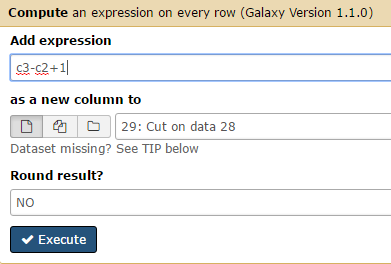 Compute an expression on every row (Galaxy Version 1.1.0)
Add expression
c3-c2+1
as a new column to
29: Cut on data 28
Dataset missing? See TIP below
Round result?
NO
Execute